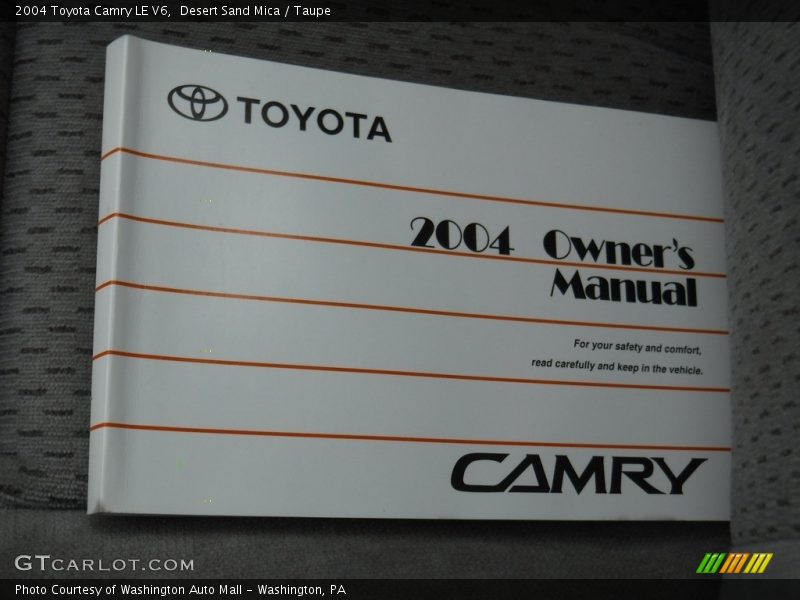 2004 Toyota Camry LE V6,  Desert Sand Mica / Taupe
TOYOTA
2004 Owner's
Manual
For your safety and comfort,
read carefully and keep in the vehicle.
CAMRY
GTCARLOT.COM
Photo Courtesy of Washington Auto Mall - Washington, PA